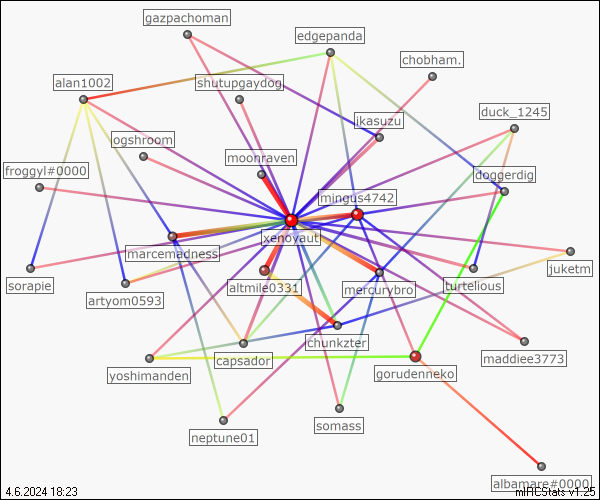 gazpachoman
edgepanda
chobham.
alan1002
shutupgaydog
duck_1245
ikasuzu
ogshroom
moonraven
froggyl#0000
doggerdig
mingus4742
xenoyaut
marcemadness
juketm
sorapie
artyom0593
altmile0331
mercurybro
turtelious
chunkzter
capsador
maddiee3773
yoshimanden
gorudenneko
somass
neptune01
albamare#0000
4.6.2024 18:23
mIRCStats v1.25